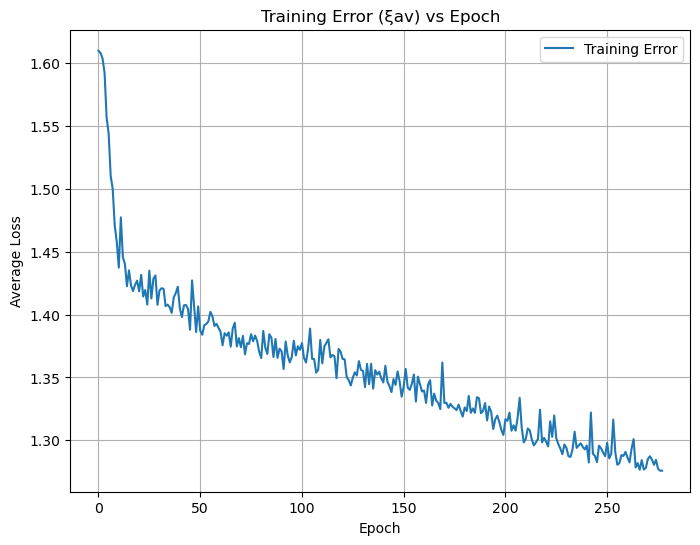 Training Error (ξav) vs Epoch
Training Error
1.60
1.55
1.50
1.45
1.40
1.35
1.30
Average Loss
0 50 100 150 200 250
Epoch